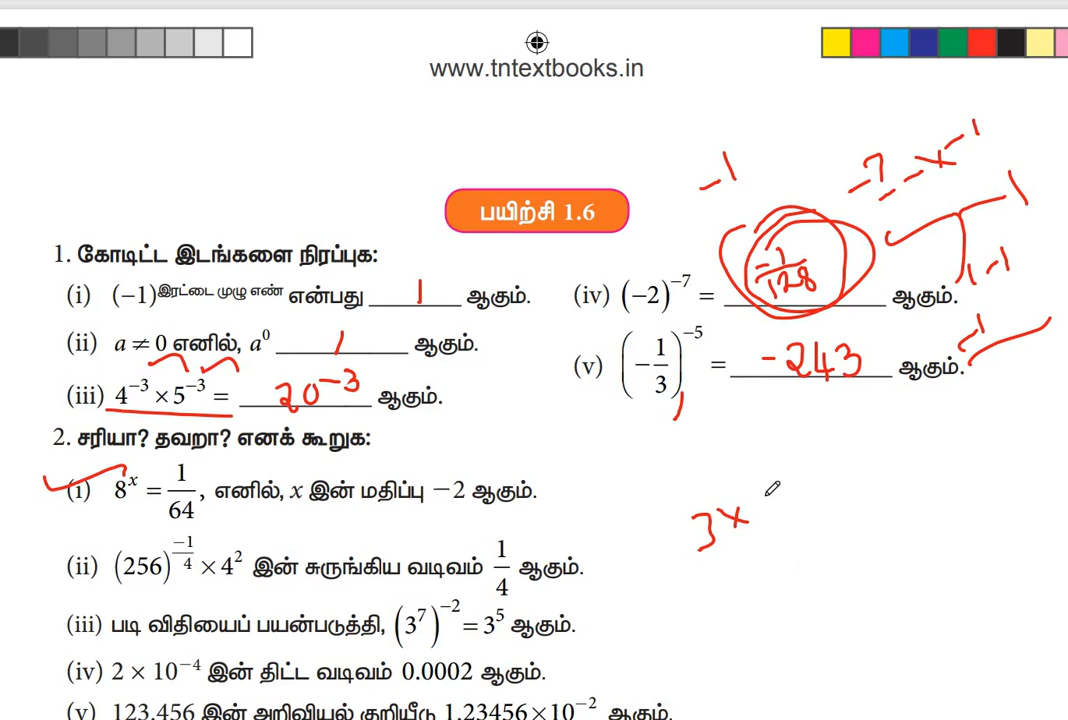 www.tntextbooks.in
பயிற்சி 1.6
1. கோடிட்ட இடங்களை நிரப்புக:
(i) (−1)^இரட்டை முழு எண் என்பது 1 ஆகும்.
(ii) a ≠ 0 எனில், a^0 1 ஆகும்.
(iii) 4^−3 × 5^−3 = 20^−3 ஆகும்.
−1
(iv) (−2)^−7 = −1/128 ஆகும்.
(v) (−1/3)^−5 = −243 ஆகும்.
2. சரியா? தவறா? எனக் கூறுக:
(i) 8^x = 1/64, எனில், x இன் மதிப்பு −2 ஆகும்.
3 x
(ii) (256)^(−1/4) × 4^2 இன் சுருங்கிய வடிவம் 1/4 ஆகும்.
(iii) படி விதியைப் பயன்படுத்தி, (3^7)^−2 = 3^5 ஆகும்.
(iv) 2 × 10^−4 இன் திட்ட வடிவம் 0.0002 ஆகும்.
(v) 123.456 இன் அறிவியல் குறியீடு 1.23456 × 10^−2 ஆகும்.